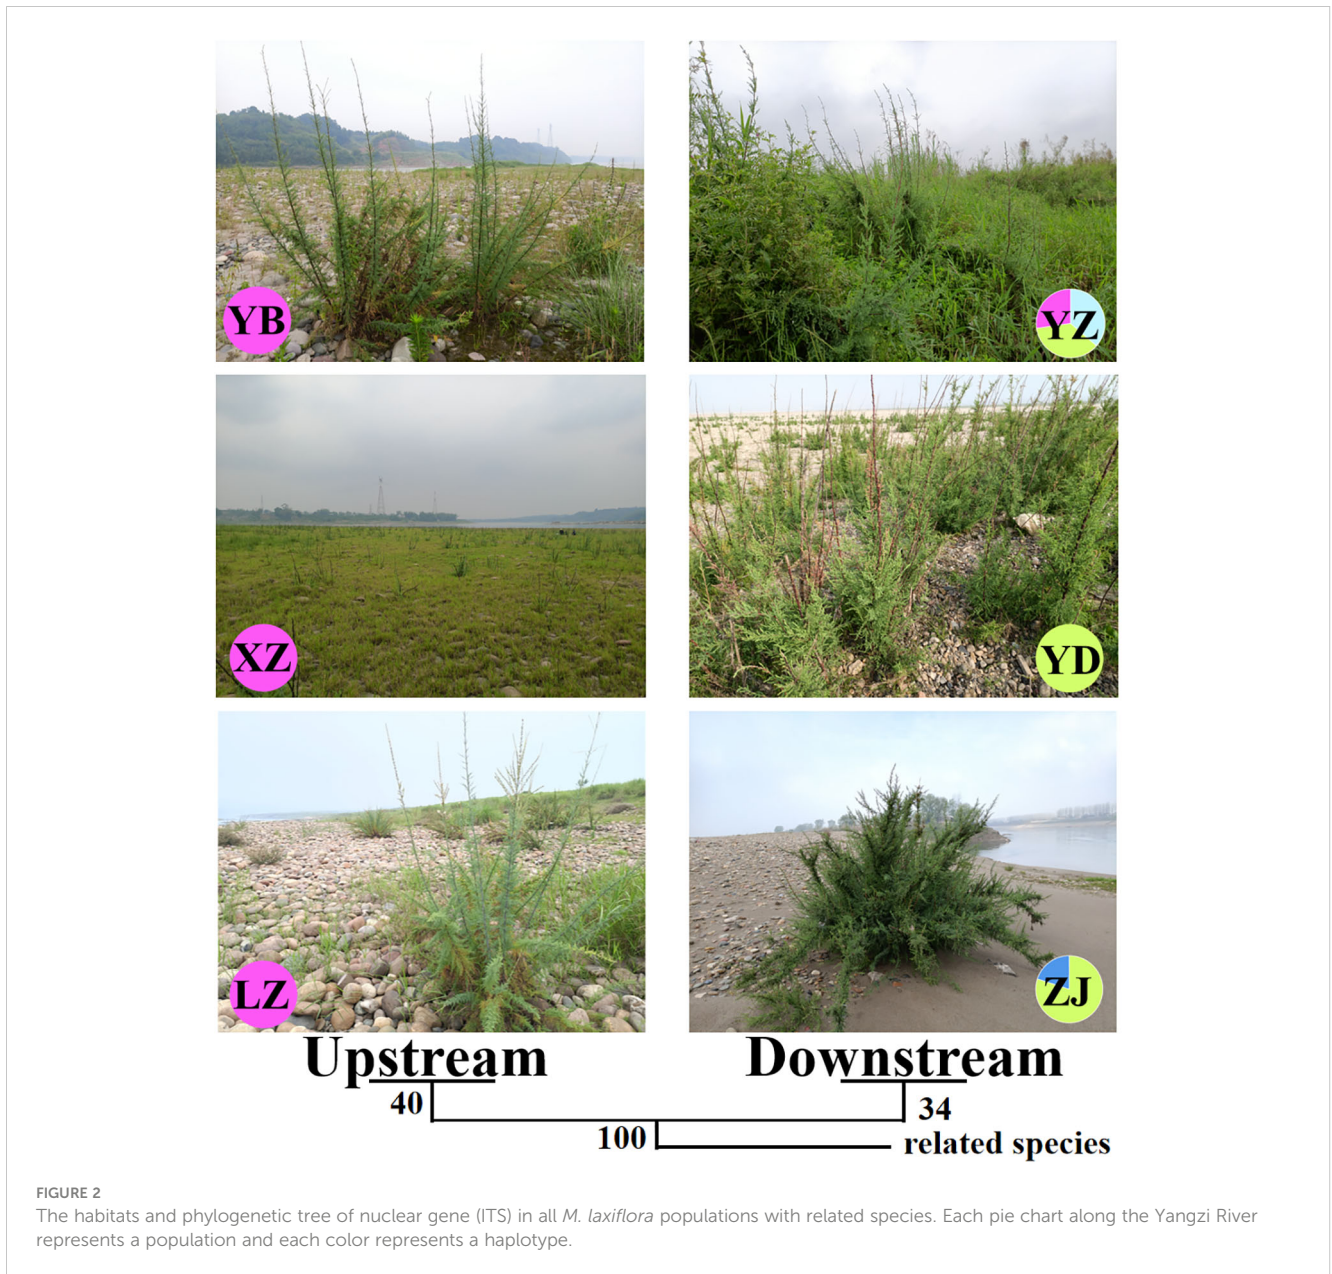 YB
YZ
XZ
YD
LZ
ZJ
Upstream
Downstream
40
34
100
related species
FIGURE 2
The habitats and phylogenetic tree of nuclear gene (ITS) in all M. laxiflora populations with related species. Each pie chart along the Yangzi River
represents a population and each color represents a haplotype.